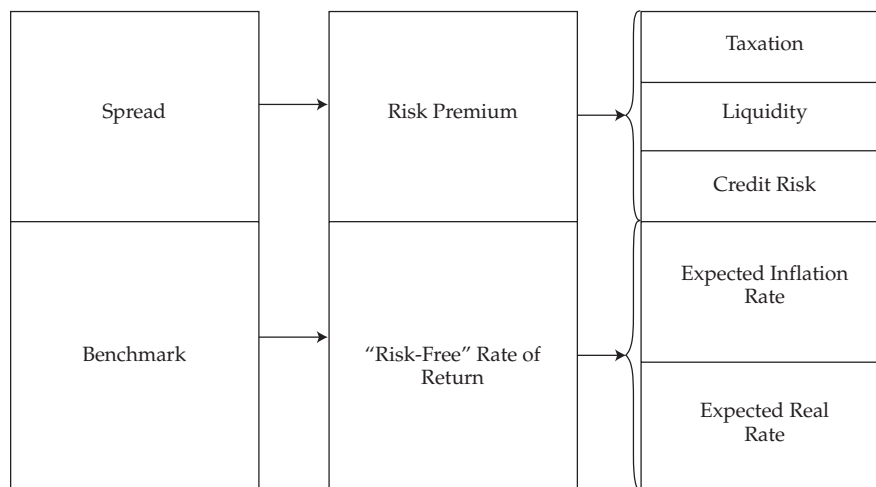 Spread
Risk Premium
Taxation
Liquidity
Credit Risk
Benchmark
“Risk-Free” Rate of
Return
Expected Inflation
Rate
Expected Real
Rate